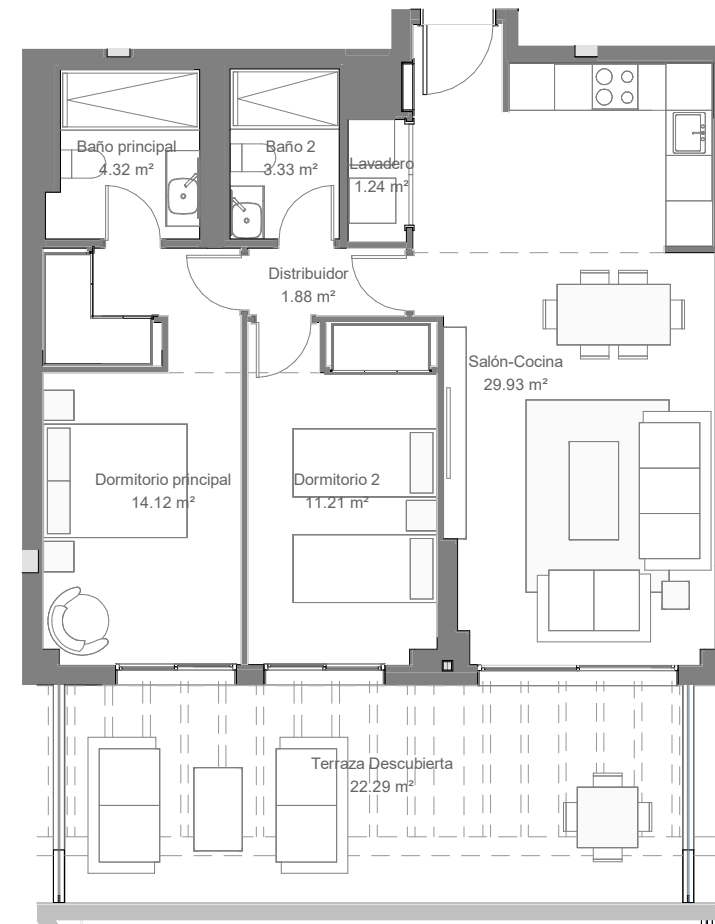 Baño principal
4.32 m²
Baño 2
3.33 m²
Lavadero
1.24 m²
Distribuidor
1.88 m²
Salón-Cocina
29.93 m²
Dormitorio principal
14.12 m²
Dormitorio 2
11.21 m²
Terraza Descubierta
22.29 m²